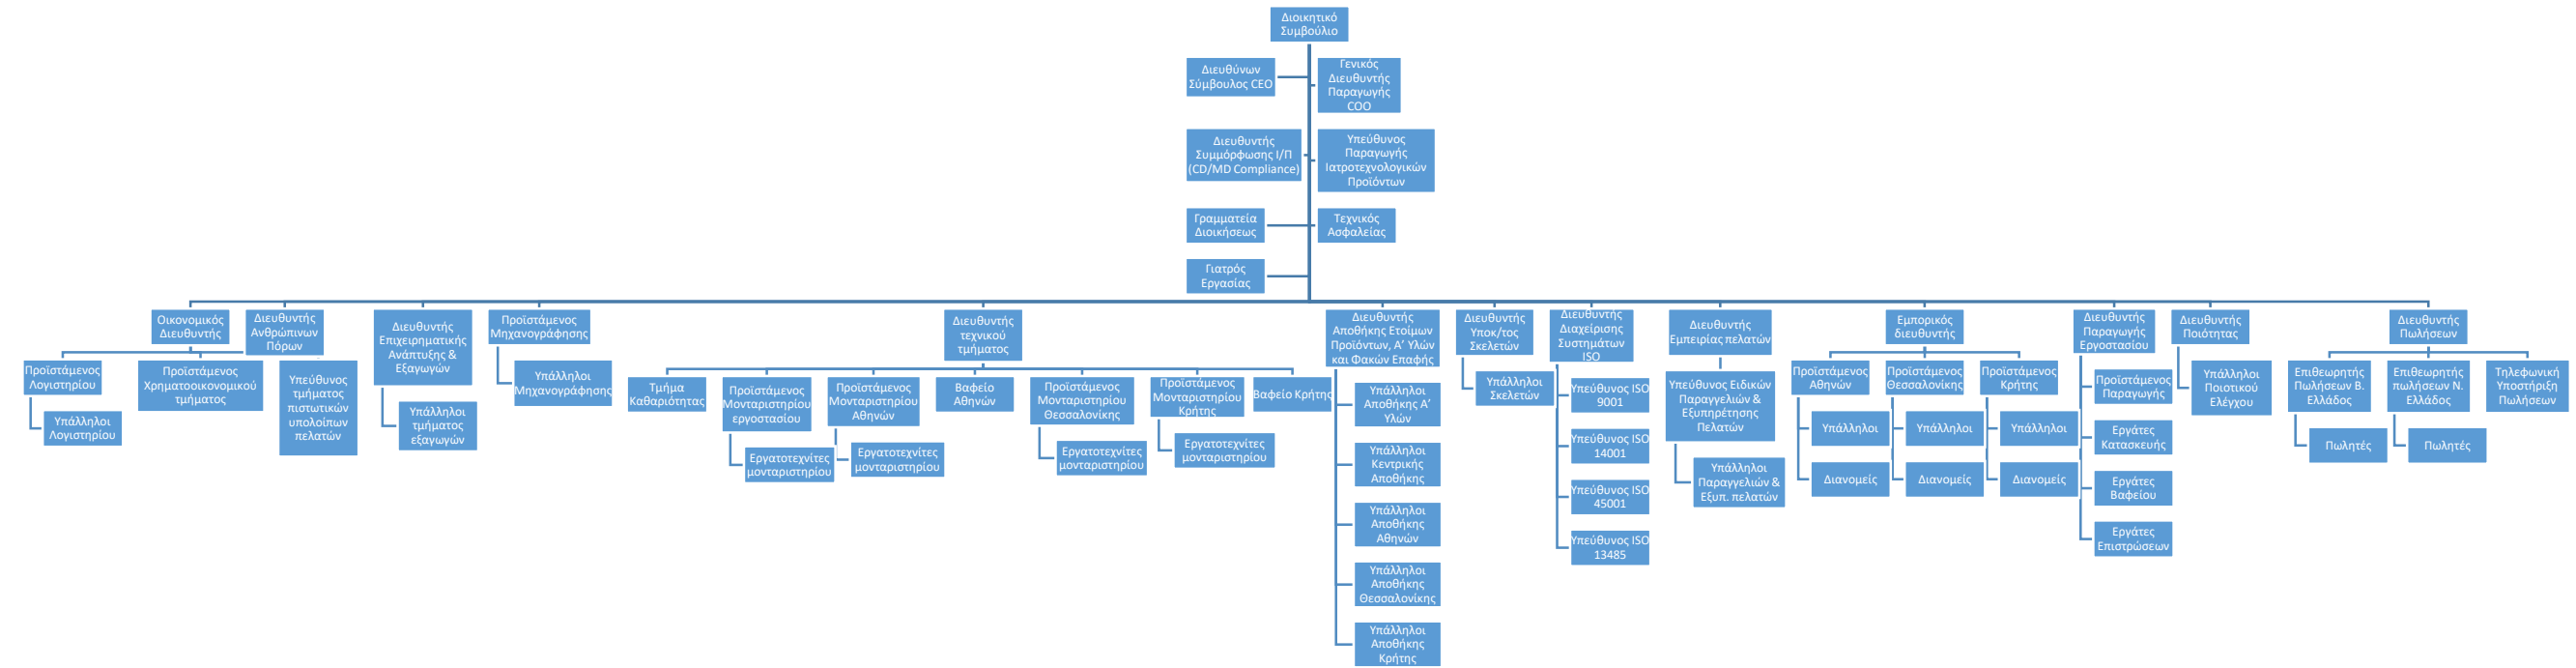 Διοικητικό
Συμβούλιο
Διευθύνων
Σύμβουλος CEO
Γενικός
Διευθυντής
Παραγωγής
COO
Διευθυντής
Συμμόρφωσης Ι/Π
(CD/MD Compliance)
Υπεύθυνος
Παραγωγής
Ιατροτεχνολογικών
Προϊόντων
Γραμματεία
Διοικήσεως
Τεχνικός
Ασφαλείας
Γιατρός
Εργασίας
Οικονομικός
Διευθυντής
Προϊστάμενος
Λογιστηρίου
Υπάλληλοι
Λογιστηρίου
Προϊστάμενος
Χρηματοοικονομικού
τμήματος
Διευθυντής
Ανθρώπινων
Πόρων
Υπεύθυνος
τμήματος
πιστωτικών
υπολοίπων
πελατών
Διευθυντής
Επιχειρηματικής
Ανάπτυξης &
Εξαγωγών
Υπάλληλοι
τμήματος
εξαγωγών
Προϊστάμενος
Μηχανογράφησης
Υπάλληλοι
Μηχανογράφησης
Διευθυντής
τεχνικού
τμήματος
Τμήμα
Καθαριότητας
Προϊστάμενος
Μονταριστηρίου
εργοστασίου
Εργατοτεχνίτες
μονταριστηρίου
Προϊστάμενος
Μονταριστηρίου
Αθηνών
Εργατοτεχνίτες
μονταριστηρίου
Βαφείο
Αθηνών
Προϊστάμενος
Μονταριστηρίου
Θεσσαλονίκης
Εργατοτεχνίτες
μονταριστηρίου
Προϊστάμενος
Μονταριστηρίου
Κρήτης
Εργατοτεχνίτες
μονταριστηρίου
Βαφείο Κρήτης
Διευθυντής
Αποθήκης Ετοίμων
Προϊόντων, Α' Υλών
και Φακών Επαφής
Υπάλληλοι
Αποθήκης Α'
Υλών
Υπάλληλοι
Κεντρικής
Αποθήκης
Υπάλληλοι
Αποθήκης
Αθηνών
Υπάλληλοι
Αποθήκης
Θεσσαλονίκης
Υπάλληλοι
Αποθήκης
Κρήτης
Διευθυντής
Υποκ/τος
Σκελετών
Υπάλληλοι
Σκελετών
Διευθυντής
Διαχείρισης
Συστημάτων
ISO
Υπεύθυνος ISO
9001
Υπεύθυνος ISO
14001
Υπεύθυνος ISO
45001
Υπεύθυνος ISO
13485
Διευθυντής
Εμπειρίας πελατών
Υπεύθυνος Ειδικών
Παραγγελιών &
Εξυπηρέτησης
Πελατών
Υπάλληλοι
Παραγγελιών &
Εξυπ. πελατών
Εμπορικός
διευθυντής
Προϊστάμενος
Αθηνών
Υπάλληλοι
Διανομείς
Προϊστάμενος
Θεσσαλονίκης
Υπάλληλοι
Διανομείς
Προϊστάμενος
Κρήτης
Υπάλληλοι
Διανομείς
Διευθυντής
Παραγωγής
Εργοστασίου
Προϊστάμενος
Παραγωγής
Εργάτες
Κατασκευής
Εργάτες
Βαφείου
Εργάτες
Επιστρώσεων
Διευθυντής
Ποιότητας
Υπάλληλοι
Ποιοτικού
Ελέγχου
Διευθυντής
Πωλήσεων
Επιθεωρητής
Πωλήσεων Β.
Ελλάδος
Πωλητές
Επιθεωρητής
πωλήσεων Ν.
Ελλάδος
Πωλητές
Τηλεφωνική
Υποστήριξη
Πωλήσεων